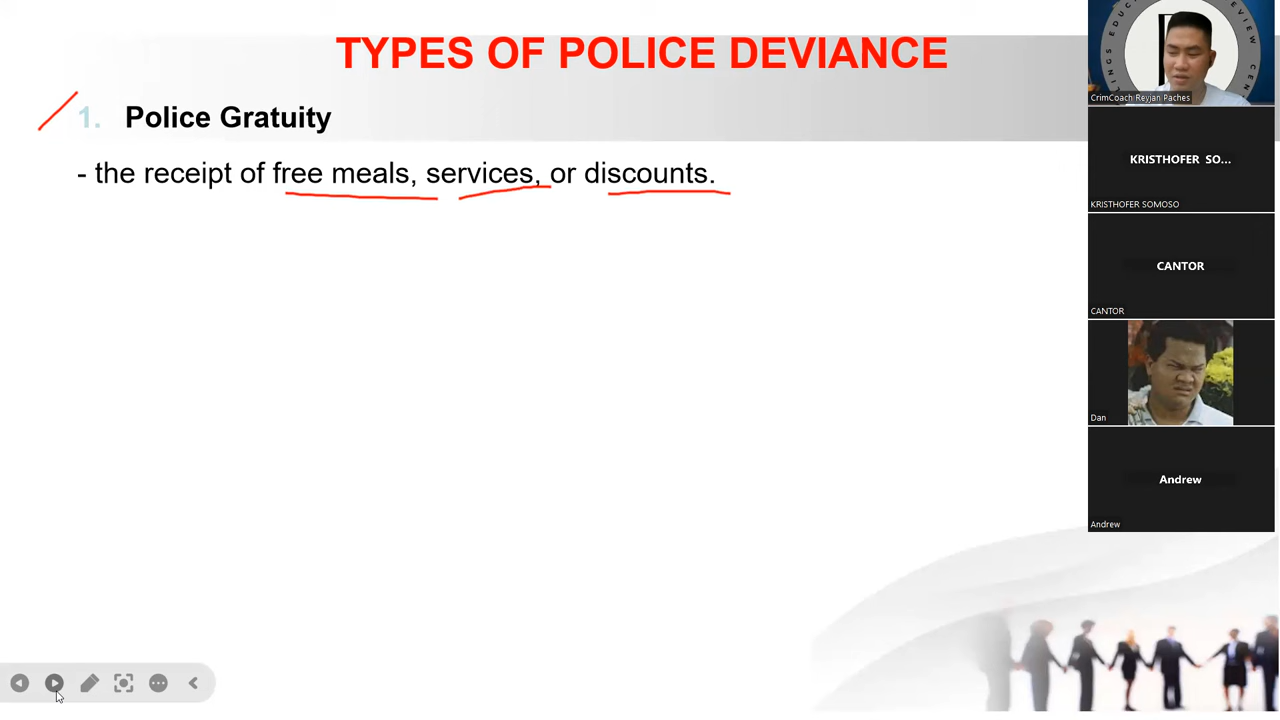 TYPES OF POLICE DEVIANCE
1. Police Gratuity
- the receipt of free meals, services, or discounts.
CrimCoach Reyjan Paches
KRISTHOFER SO...
KRISTHOFER SOMOSO
CANTOR
CANTOR
Dan
Andrew
Andrew